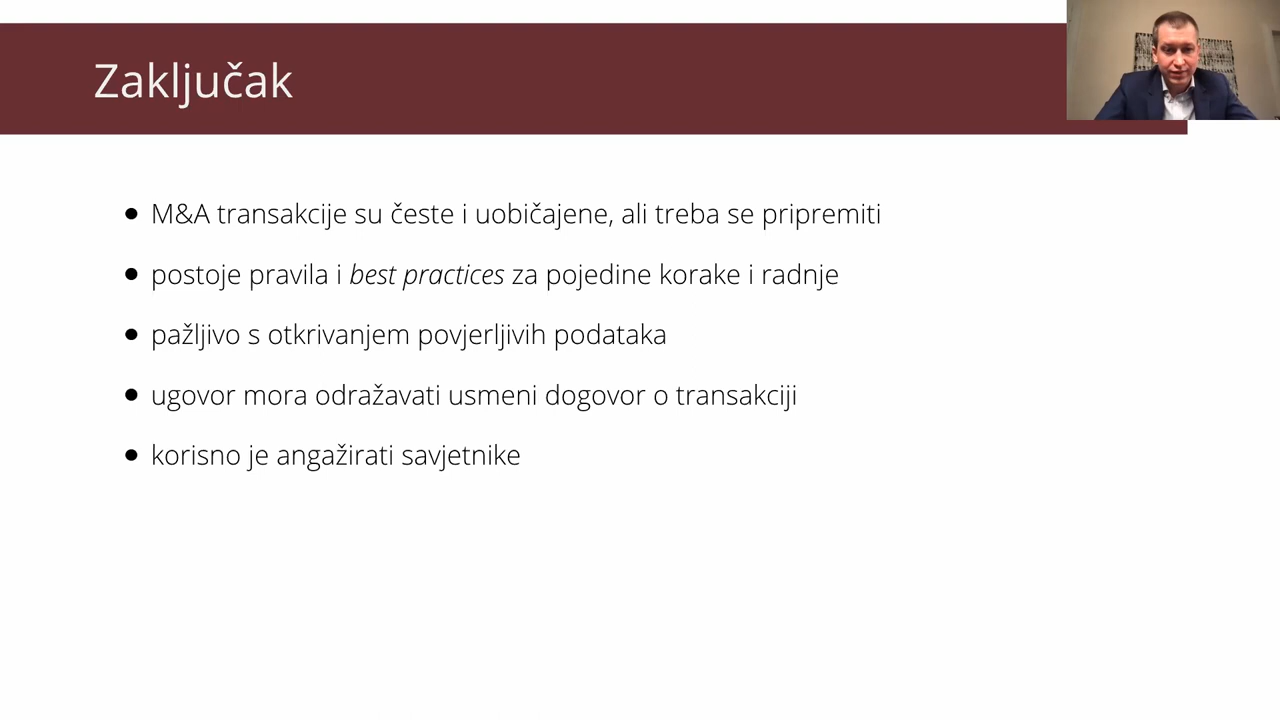 Zaključak
M&A transakcije su česte i uobičajene, ali treba se pripremiti
postoje pravila i best practices za pojedine korake i radnje
pažljivo s otkrivanjem povjerljivih podataka
ugovor mora odražavati usmeni dogovor o transakciji
korisno je angažirati savjetnike